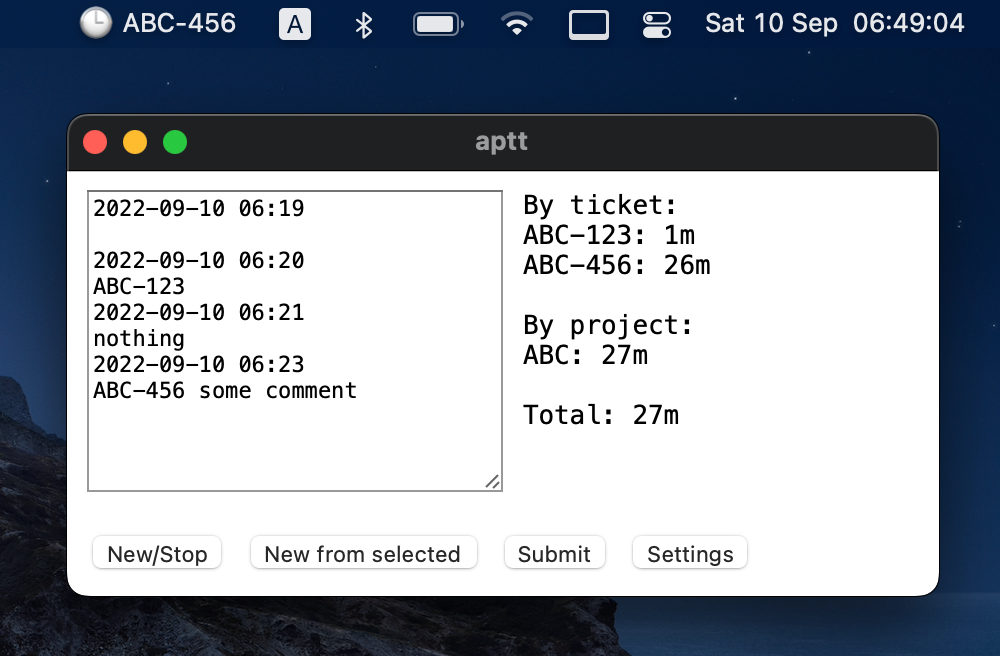 ABC-456 A Sat 10 Sep 06:49:04
aptt
2022-09-10 06:19
2022-09-10 06:20
ABC-123
2022-09-10 06:21
nothing
2022-09-10 06:23
ABC-456 some comment
By ticket:
ABC-123: 1m
ABC-456: 26m
By project:
ABC: 27m
Total: 27m
New/Stop New from selected Submit Settings